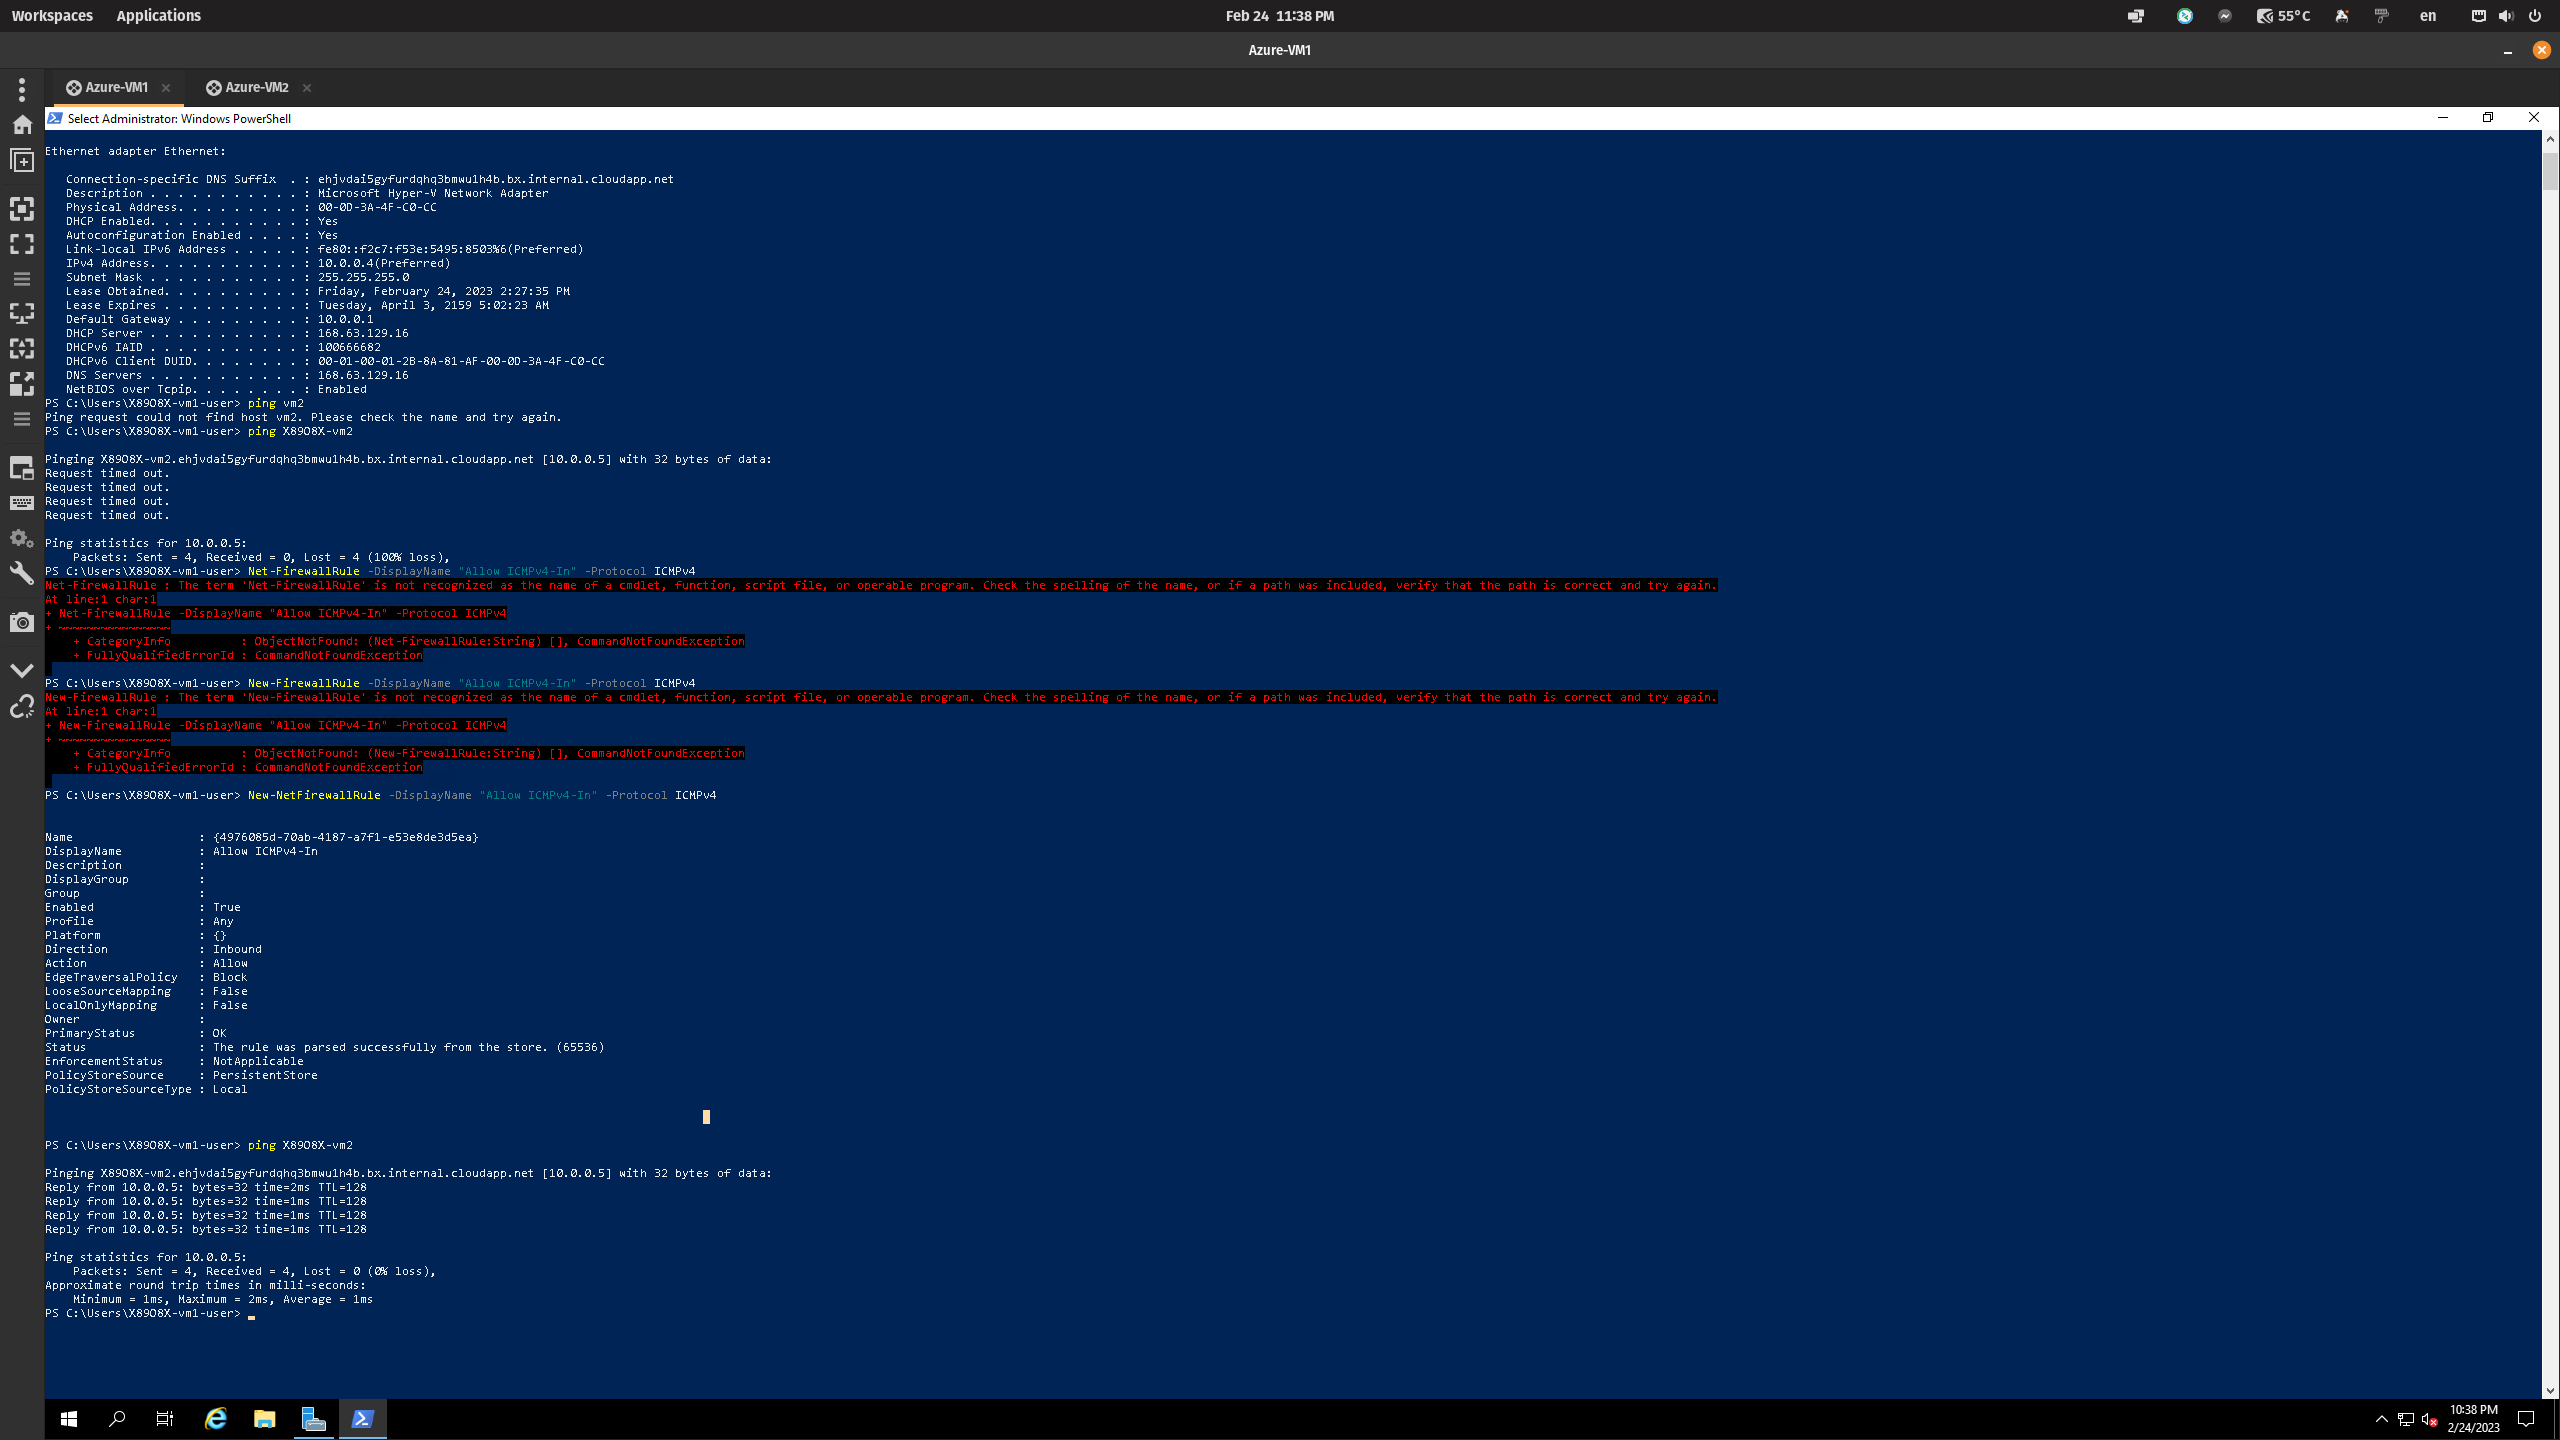 Workspaces Applications Feb 24 11:38 PM 55°C en
Azure-VM1
Azure-VM1 Azure-VM2
Select Administrator: Windows PowerShell
Ethernet adapter Ethernet:
Connection-specific DNS Suffix . : ehjvdai5gyfurdqhq3bmwu1h4b.bx.internal.cloudapp.net
Description . . . . . . . . . . . : Microsoft Hyper-V Network Adapter
Physical Address. . . . . . . . . : 00-0D-3A-4F-C0-CC
DHCP Enabled. . . . . . . . . . . : Yes
Autoconfiguration Enabled . . . . : Yes
Link-local IPv6 Address . . . . . : fe80::f2c7:f53e:5495:8503%6(Preferred)
IPv4 Address. . . . . . . . . . . : 10.0.0.4(Preferred)
Subnet Mask . . . . . . . . . . . : 255.255.255.0
Lease Obtained. . . . . . . . . . : Friday, February 24, 2023 2:27:35 PM
Lease Expires . . . . . . . . . . : Tuesday, April 3, 2159 5:02:23 AM
Default Gateway . . . . . . . . . : 10.0.0.1
DHCP Server . . . . . . . . . . . : 168.63.129.16
DHCPv6 IAID . . . . . . . . . . . : 100666682
DHCPv6 Client DUID. . . . . . . . : 00-01-00-01-2B-8A-81-AF-00-0D-3A-4F-C0-CC
DNS Servers . . . . . . . . . . . : 168.63.129.16
NetBIOS over Tcpip. . . . . . . . : Enabled
PS C:\Users\X8908X-vm1-user> ping vm2
Ping request could not find host vm2. Please check the name and try again.
PS C:\Users\X8908X-vm1-user> ping X8908X-vm2
Pinging X8908X-vm2.ehjvdai5gyfurdqhq3bmwu1h4b.bx.internal.cloudapp.net [10.0.0.5] with 32 bytes of data:
Request timed out.
Request timed out.
Request timed out.
Request timed out.
Ping statistics for 10.0.0.5:
Packets: Sent = 4, Received = 0, Lost = 4 (100% loss),
PS C:\Users\X8908X-vm1-user> Net-FirewallRule -DisplayName "Allow ICMPv4-In" -Protocol ICMPv4
Net-FirewallRule : The term 'Net-FirewallRule' is not recognized as the name of a cmdlet, function, script file, or operable program. Check the spelling of the name, or if a path was included, verify that the path is correct and try again.
At line:1 char:1
+ Net-FirewallRule -DisplayName "Allow ICMPv4-In" -Protocol ICMPv4
+ ~~~~~~~~~~~~~~~~
+ CategoryInfo : ObjectNotFound: (Net-FirewallRule:String) [], CommandNotFoundException
+ FullyQualifiedErrorId : CommandNotFoundException
PS C:\Users\X8908X-vm1-user> New-FirewallRule -DisplayName "Allow ICMPv4-In" -Protocol ICMPv4
New-FirewallRule : The term 'New-FirewallRule' is not recognized as the name of a cmdlet, function, script file, or operable program. Check the spelling of the name, or if a path was included, verify that the path is correct and try again.
At line:1 char:1
+ New-FirewallRule -DisplayName "Allow ICMPv4-In" -Protocol ICMPv4
+ ~~~~~~~~~~~~~~~~
+ CategoryInfo : ObjectNotFound: (New-FirewallRule:String) [], CommandNotFoundException
+ FullyQualifiedErrorId : CommandNotFoundException
PS C:\Users\X8908X-vm1-user> New-NetFirewallRule -DisplayName "Allow ICMPv4-In" -Protocol ICMPv4
Name : {4976085d-70ab-4187-a7f1-e53e8de3d5ea}
DisplayName : Allow ICMPv4-In
Description :
DisplayGroup :
Group :
Enabled : True
Profile : Any
Platform : {}
Direction : Inbound
Action : Allow
EdgeTraversalPolicy : Block
LooseSourceMapping : False
LocalOnlyMapping : False
Owner :
PrimaryStatus : OK
Status : The rule was parsed successfully from the store. (65536)
EnforcementStatus : NotApplicable
PolicyStoreSource : PersistentStore
PolicyStoreSourceType : Local
PS C:\Users\X8908X-vm1-user> ping X8908X-vm2
Pinging X8908X-vm2.ehjvdai5gyfurdqhq3bmwu1h4b.bx.internal.cloudapp.net [10.0.0.5] with 32 bytes of data:
Reply from 10.0.0.5: bytes=32 time=2ms TTL=128
Reply from 10.0.0.5: bytes=32 time=1ms TTL=128
Reply from 10.0.0.5: bytes=32 time=1ms TTL=128
Reply from 10.0.0.5: bytes=32 time=1ms TTL=128
Ping statistics for 10.0.0.5:
Packets: Sent = 4, Received = 4, Lost = 0 (0% loss),
Approximate round trip times in milli-seconds:
Minimum = 1ms, Maximum = 2ms, Average = 1ms
PS C:\Users\X8908X-vm1-user>
10:38 PM
2/24/2023